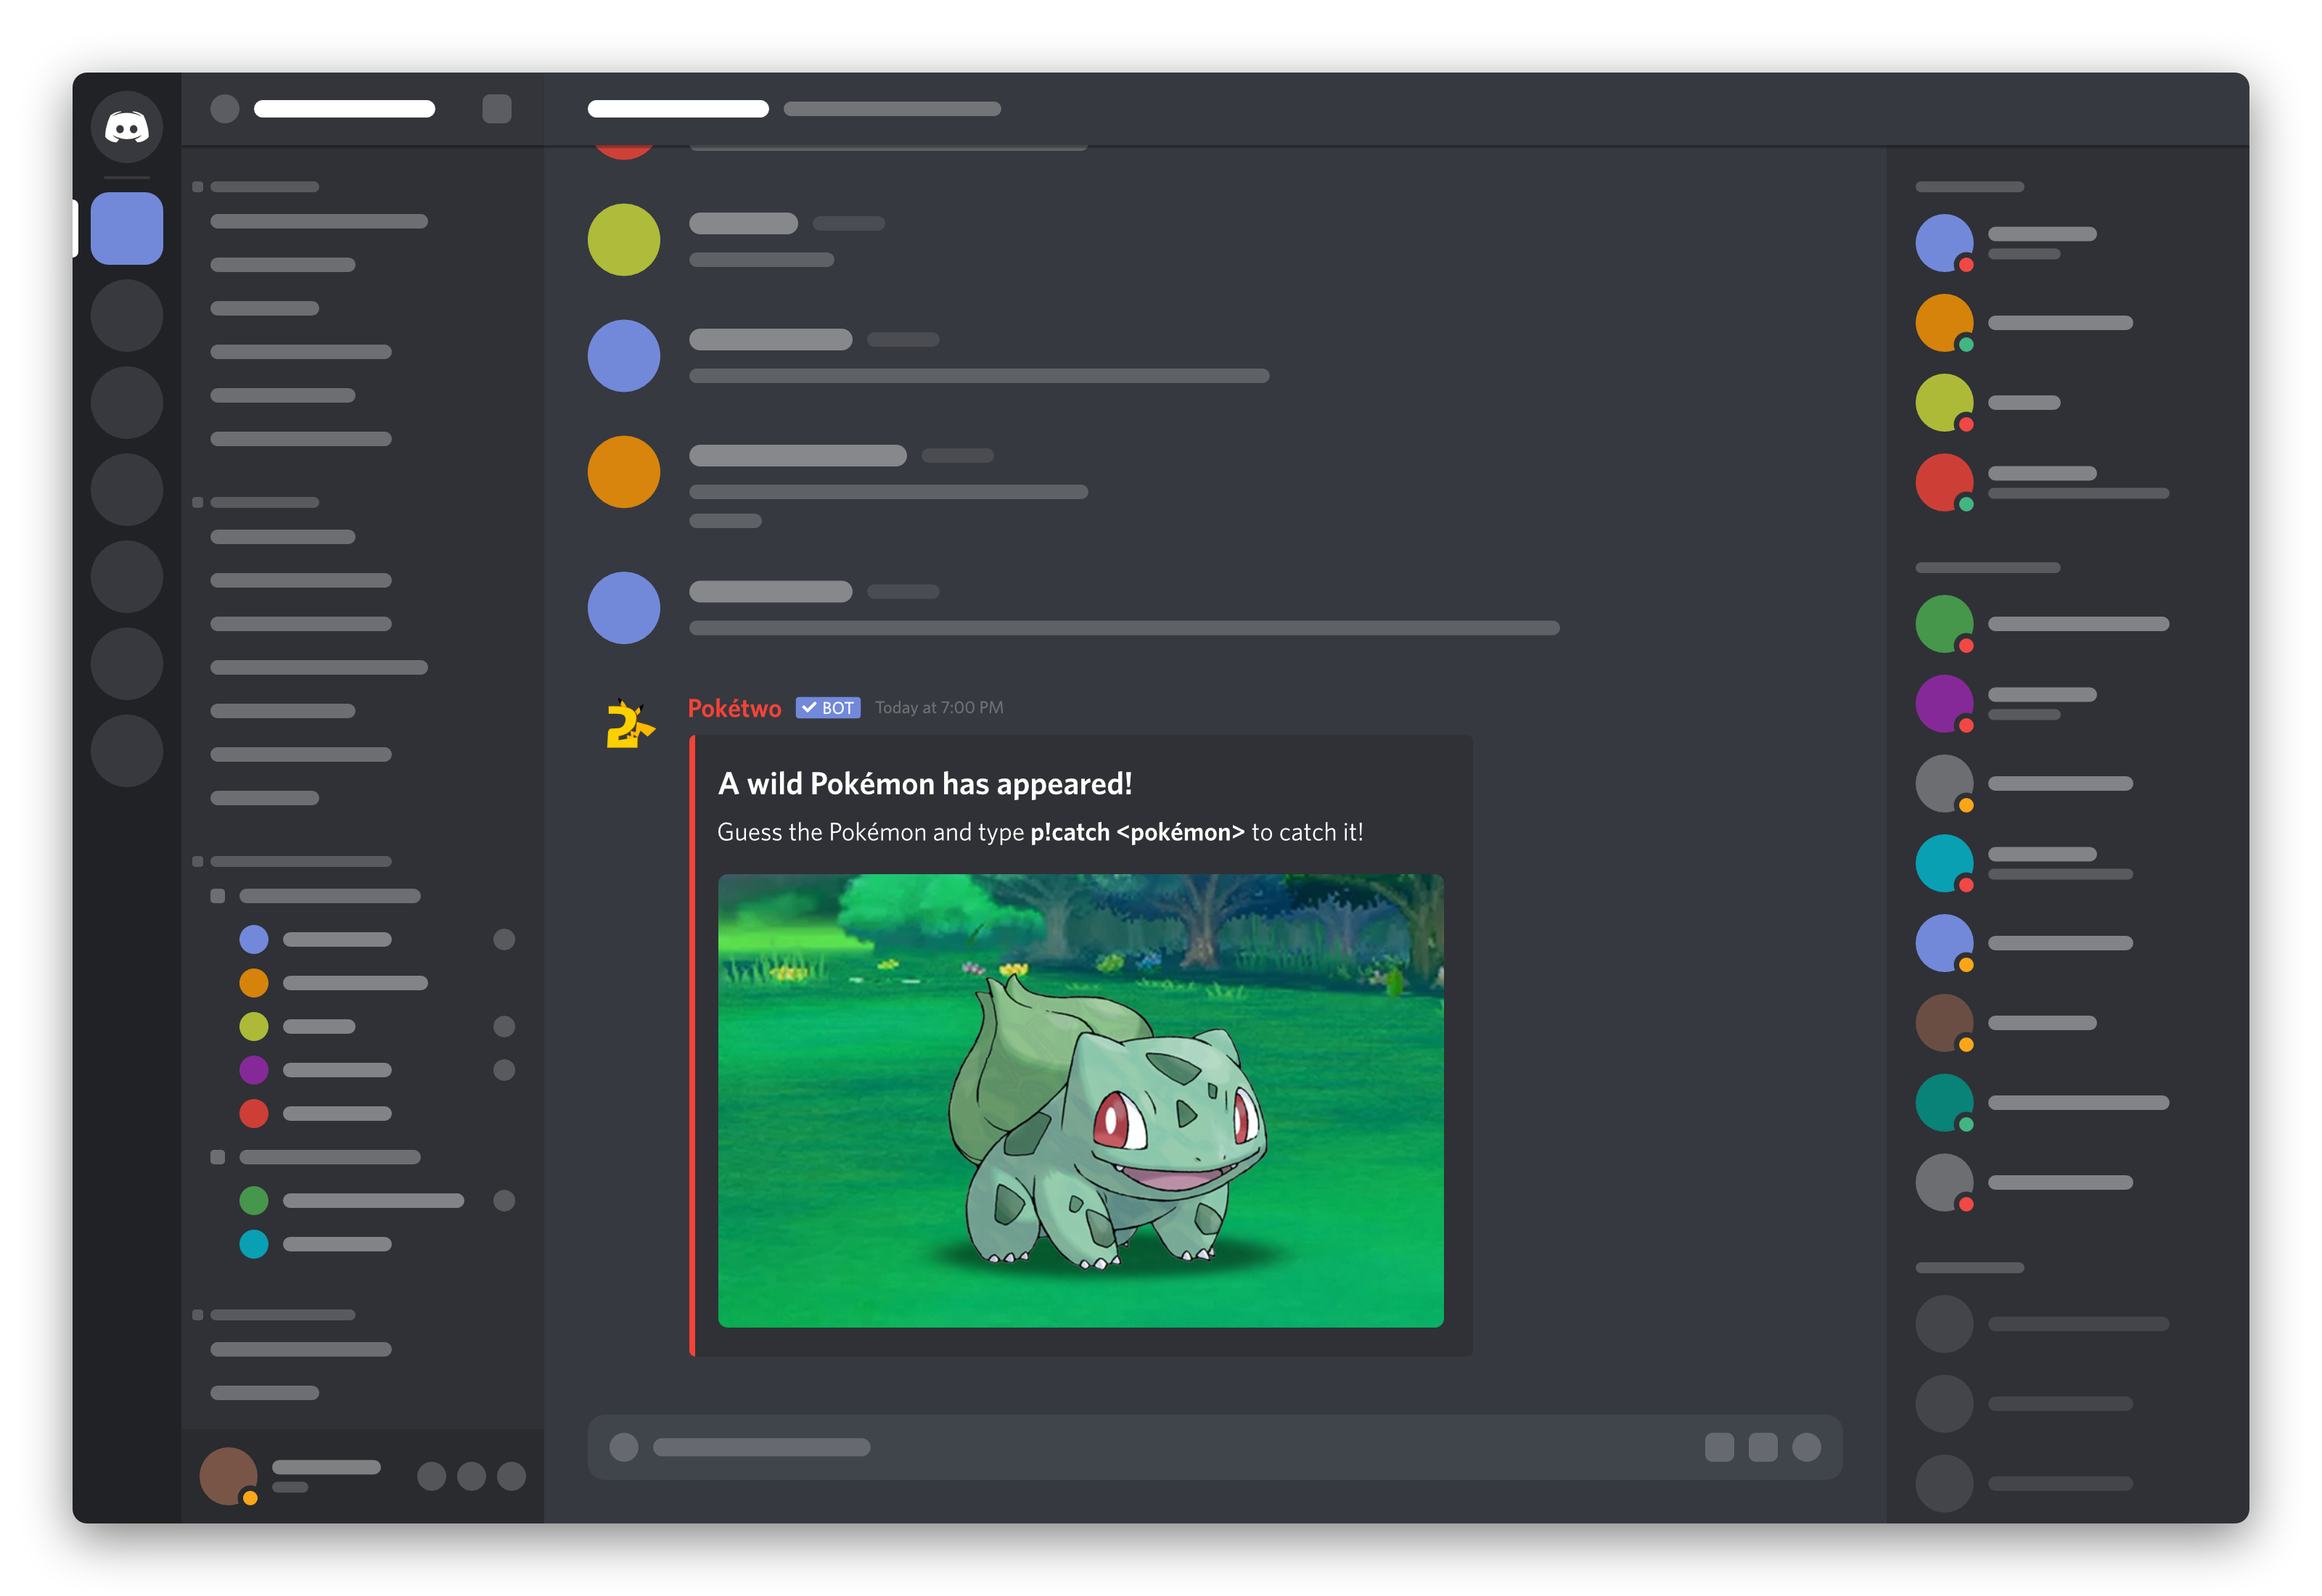 Pokétwo BOT Today at 7:00 PM
A wild Pokémon has appeared!
Guess the Pokémon and type p!catch <pokémon> to catch it!